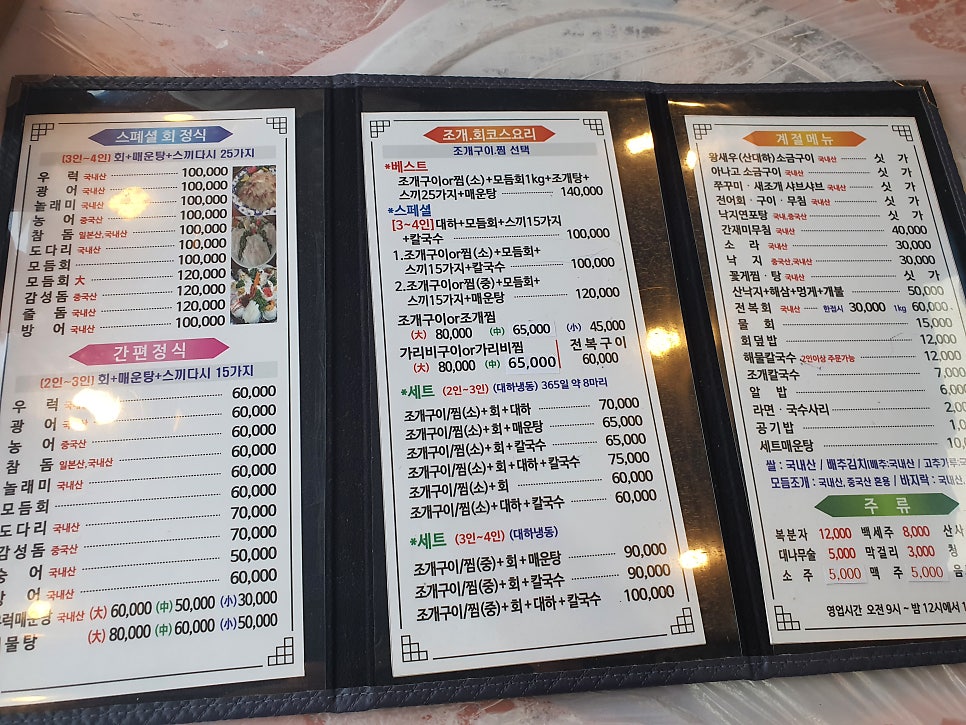 스폐셜 회 정식
(3인~4인) 회+매운탕+스끼다시 25가지
우 럭 국내산 100,000
광 어 국내산 100,000
놀래미 국내산 100,000
농 어 중국산 100,000
참 돔 일본산,국내산 100,000
도다리 국내산 100,000
모듬회 100,000
모듬회 大 120,000
감성돔 중국산 120,000
줄 돔 국내산 120,000
방 어 국내산 100,000
간편정식
(2인~3인) 회+매운탕+스끼다시 15가지
우 럭 국내산 60,000
광 어 국내산 60,000
농 어 중국산 60,000
참 돔 일본산,국내산 60,000
놀래미 국내산 60,000
모듬회 60,000
도다리 국내산 70,000
감성돔 중국산 70,000
숭 어 국내산 50,000
어 국내산 60,000
국내산 (大) 60,000 (中) 50,000 (小) 30,000
물탕 (大) 80,000 (中) 60,000 (小) 50,000
조개.회코스요리
조개구이.찜 선택
*베스트
조개구이or찜(소)+모듬회1kg+조개탕+
스끼25가지+매운탕 140,000
*스페셜
[3~4인]대하+모듬회+스끼15가지
+칼국수 100,000
1.조개구이or찜(소)+모듬회+
스끼15가지+칼국수 100,000
2.조개구이or찜(중)+모듬회+
스끼15가지+매운탕 120,000
조개구이or조개찜
(大) 80,000 (中) 65,000 (小) 45,000
가리비구이or가리비찜
(大) 80,000 (中) 65,000
전복구이
60,000
*세트 (2인~3인) (대하냉동) 365일 약 8마리
조개구이/찜(소)+회+대하 70,000
조개구이/찜(소)+회+매운탕 65,000
조개구이/찜(소)+회+칼국수 65,000
조개구이/찜(소)+회+대하+칼국수 75,000
조개구이/찜(소)+회 60,000
조개구이/찜(소)+대하+칼국수 60,000
*세트 (3인~4인) (대하냉동)
조개구이/찜(중)+회+매운탕 90,000
조개구이/찜(중)+회+칼국수 90,000
조개구이/찜(중)+회+대하+칼국수 100,000
계절메뉴
왕새우(산대하)소금구이 국내산 싯 가
아나고 소금구이 국내산 싯 가
쭈꾸미·새조개 샤브샤브 국내산 싯 가
전어회·구이·무침 국내산 싯 가
낙지연포탕 국내,중국산 싯 가
간재미무침 국내산 40,000
소 라 국내산 30,000
낙 지 중국산,국내산 30,000
꽃게찜·탕 국내산 싯 가
산낙지+해삼+멍게+개불 50,000
전복회 국내산 한접시 30,000 1kg 60,000
물 회 15,000
회덮밥 12,000
해물칼국수 2인이상 주문가능 12,000
조개칼국수 7,000
알 밥 6,000
라면·국수사리 2,00
공기밥 1,0
세트매운탕 10,0
쌀 : 국내산 / 배추김치(배추:국내산 / 고추가루:국
모듬조개 : 국내산, 중국산 혼용 / 바지락 : 국내산,
주 류
복분자 12,000 백세주 8,000 산사
대나무술 5,000 막걸리 3,000 청
소 주 5,000 맥 주 5,000 음
영업시간 오전 9시 ~ 밤 12시에서 1